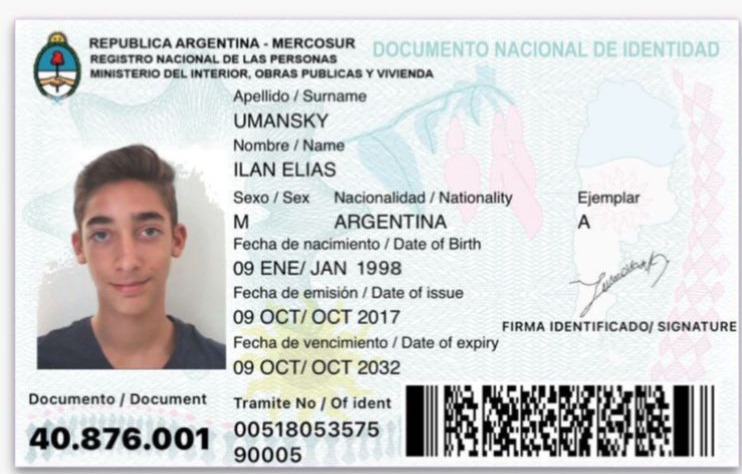 REPUBLICA ARGENTINA - MERCOSUR
REGISTRO NACIONAL DE LAS PERSONAS
MINISTERIO DEL INTERIOR, OBRAS PUBLICAS Y VIVIENDA
DOCUMENTO NACIONAL DE IDENTIDAD
Apellido / Surname
UMANSKY
Nombre / Name
ILAN ELIAS
Sexo / Sex Nacionalidad / Nationality Ejemplar
M ARGENTINA A
Fecha de nacimiento / Date of Birth
09 ENE/ JAN 1998
Fecha de emisión / Date of issue
09 OCT/ OCT 2017
FIRMA IDENTIFICADO/ SIGNATURE
Fecha de vencimiento / Date of expiry
09 OCT/ OCT 2032
Documento / Document
40.876.001
Tramite No / Of ident
00518053575
90005